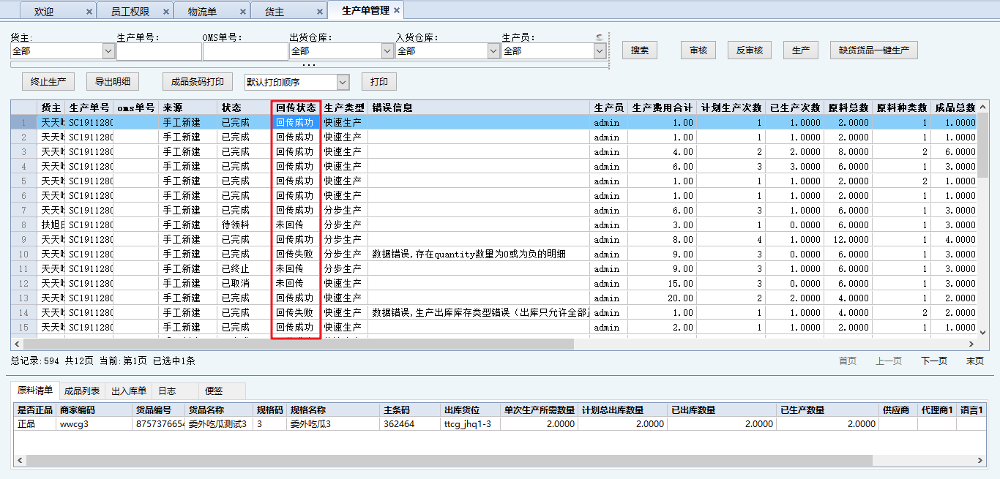 欢迎 员工权限 物流单 货主 生产单管理
货主: 生产单号: OMS单号: 出货仓库: 入货仓库: 生产员:
全部 全部 全部 全部 搜索 审核 反审核 生产 缺货货品一键生产
终止生产 导出明细 成品条码打印 默认打印顺序 打印
货主 生产单号 oms单号 来源 状态 回传状态 生产类型 错误信息 生产员 生产费用合计 计划生产次数 已生产次数 原料总数 原料种类数 成品总数
1 天天吃 SC1911280 手工新建 已完成 回传成功 快速生产 admin 1.00 1 1.0000 2.0000 1 1.0000
2 天天吃 SC1911280 手工新建 已完成 回传成功 快速生产 admin 1.00 1 1.0000 2.0000 1 1.0000
3 天天吃 SC1911280 手工新建 已完成 回传成功 快速生产 admin 4.00 2 2.0000 8.0000 2 6.0000
4 天天吃 SC1911280 手工新建 已完成 回传成功 快速生产 admin 6.00 3 3.0000 6.0000 1 3.0000
5 天天吃 SC1911280 手工新建 已完成 回传成功 快速生产 admin 1.00 1 1.0000 2.0000 2 1.0000
6 天天吃 SC1911280 手工新建 已完成 回传成功 快速生产 admin 1.00 1 1.0000 2.0000 1 1.0000
7 天天吃 SC1911280 手工新建 已完成 回传成功 分步生产 admin 6.00 3 1.0000 6.0000 1 3.0000
8 扶旭日 SC1911280 手工新建 待领料 未回传 分步生产 admin 3.00 1 0.0000 6.0000 1 3.0000
9 天天吃 SC1911280 手工新建 已完成 回传成功 分步生产 admin 8.00 4 1.0000 12.0000 1 4.0000
10 天天吃 SC1911280 手工新建 已完成 回传失败 分步生产 数据错误,存在quantity数量为0或为负的明细 admin 9.00 3 0.0000 6.0000 1 3.0000
11 天天吃 SC1911280 手工新建 已终止 未回传 分步生产 admin 9.00 3 1.0000 6.0000 1 3.0000
12 天天吃 SC1911280 手工新建 已取消 未回传 快速生产 admin 15.00 3 0.0000 6.0000 1 3.0000
13 天天吃 SC1911280 手工新建 已完成 回传成功 快速生产 admin 20.00 2 2.0000 4.0000 1 2.0000
14 天天吃 SC1911280 手工新建 已完成 回传失败 快速生产 数据错误,生产出库库存类型错误（出库只允许全部正 admin 1.00 1 1.0000 4.0000 2 2.0000
15 天天吃 SC1911280 手工新建 已完成 回传成功 快速生产 admin 2.00 1 1.0000 2.0000 1 1.0000
总记录:594 共12页 当前:第1页 已选中1条 首页 上一页 下一页 末页
原料清单 成品列表 出入库单 日志 便签
是否正品 商家编码 货品编号 货品名称 规格码 规格名称 主条码 出库货位 单次生产所需数量 计划总出库数量 已出库数量 已生产数量 供应商 代理商1 语言1
正品 wwcg3 8757376654 委外吃瓜测试3 3 委外吃瓜3 362464 ttcg_jhq1-3 2.0000 2.0000 2.0000 2.0000